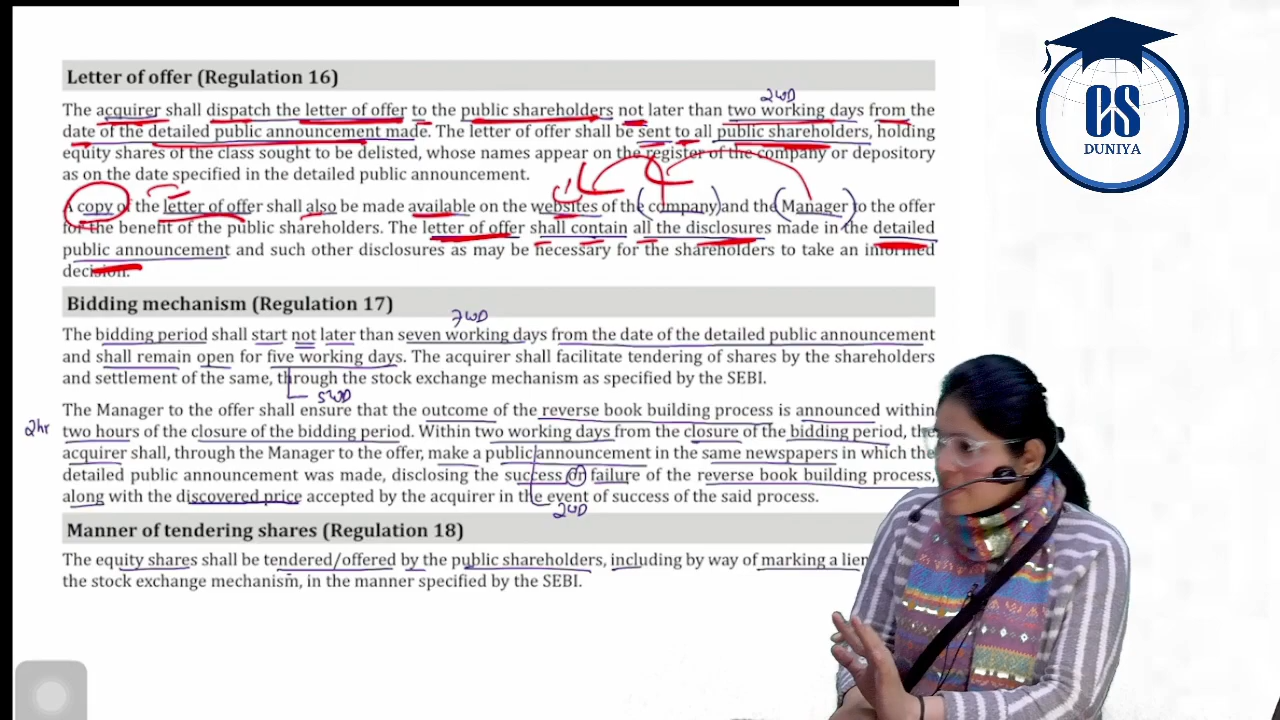 Letter of offer (Regulation 16)
2WD
The acquirer shall dispatch the letter of offer to the public shareholders not later than two working days from the
date of the detailed public announcement made. The letter of offer shall be sent to all public shareholders, holding
equity shares of the class sought to be delisted, whose names appear on the register of the company or depository
as on the date specified in the detailed public announcement.
A copy of the letter of offer shall also be made available on the websites of the company and the Manager to the offer
for the benefit of the public shareholders. The letter of offer shall contain all the disclosures made in the detailed
public announcement and such other disclosures as may be necessary for the shareholders to take an informed
decision.
Bidding mechanism (Regulation 17)
7WD
The bidding period shall start not later than seven working days from the date of the detailed public announcement
and shall remain open for five working days. The acquirer shall facilitate tendering of shares by the shareholders
and settlement of the same, through the stock exchange mechanism as specified by the SEBI.
5WD
The Manager to the offer shall ensure that the outcome of the reverse book building process is announced within
2hr
two hours of the closure of the bidding period. Within two working days from the closure of the bidding period, the
acquirer shall, through the Manager to the offer, make a public announcement in the same newspapers in which the
detailed public announcement was made, disclosing the success or failure of the reverse book building process,
along with the discovered price accepted by the acquirer in the event of success of the said process.
2WD
Manner of tendering shares (Regulation 18)
The equity shares shall be tendered/offered by the public shareholders, including by way of marking a lien
the stock exchange mechanism, in the manner specified by the SEBI.
CS
DUNIYA